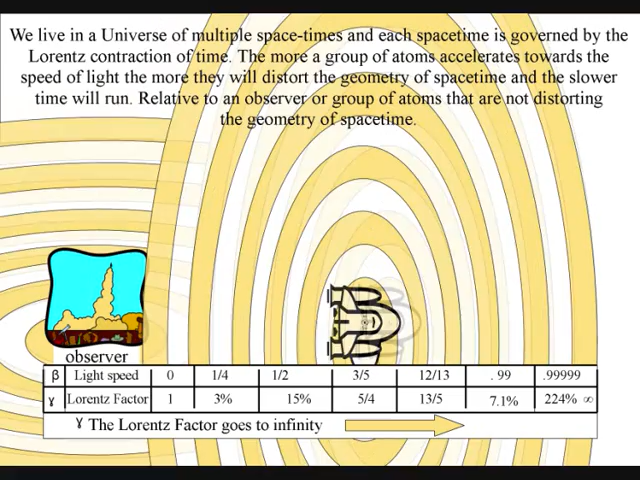 We live in a Universe of multiple space-times and each spacetime is governed by the
Lorentz contraction of time. The more a group of atoms accelerates towards the
speed of light the more they will distort the geometry of spacetime and the slower
time will run. Relative to an observer or group of atoms that are not distorting
the geometry of spacetime.
observer
β Light speed 0 1/4 1/2 3/5 12/13 . 99 .99999
ɣ Lorentz Factor 1 3% 15% 5/4 13/5 7.1% 224% ∞
ɣ The Lorentz Factor goes to infinity